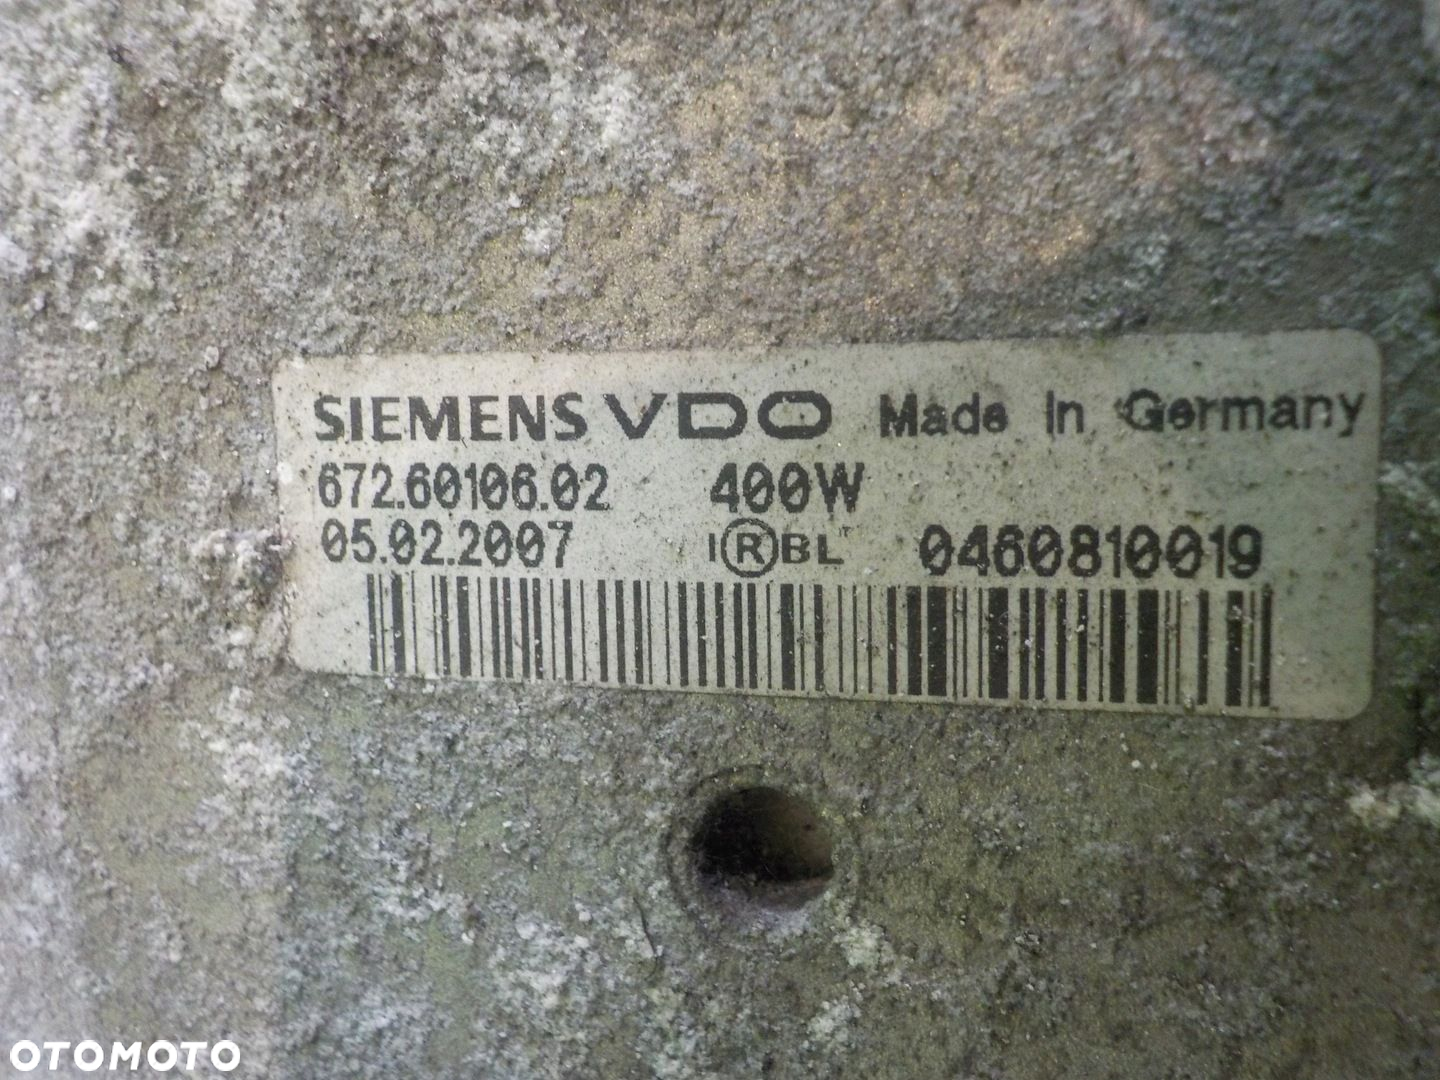 SIEMENS VDO Made In Germany
672.60106.02 400W
05.02.2007 I®BL 0460810019
OTOMOTO